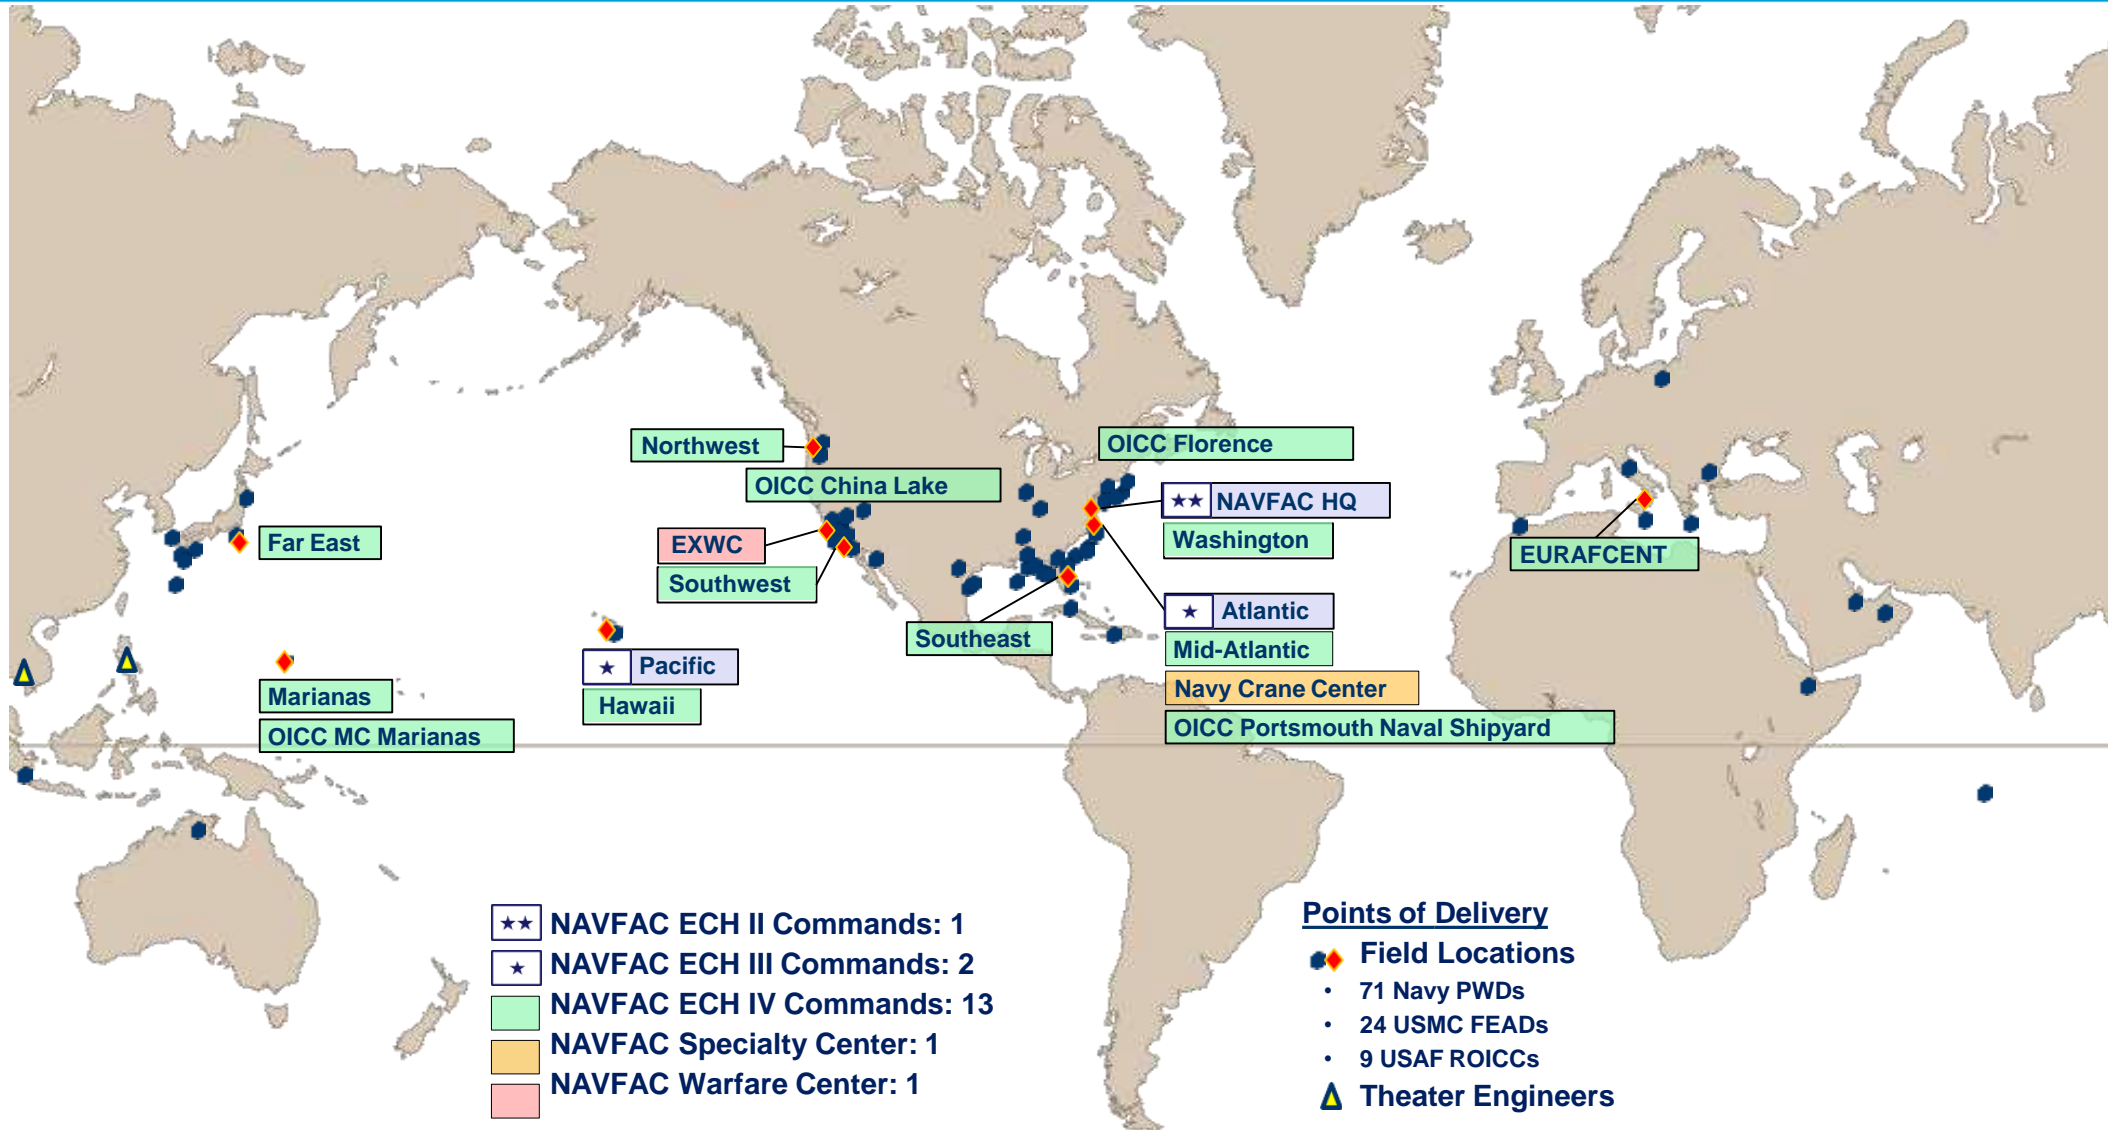 Northwest
OICC Florence
OICC China Lake
★★ NAVFAC HQ
Washington
Far East
EXWC
Southwest
EURAFCENT
★ Atlantic
Southeast
Mid-Atlantic
★ Pacific
Navy Crane Center
Marianas
Hawaii
OICC MC Marianas
OICC Portsmouth Naval Shipyard
★★ NAVFAC ECH II Commands: 1
★ NAVFAC ECH III Commands: 2
NAVFAC ECH IV Commands: 13
NAVFAC Specialty Center: 1
NAVFAC Warfare Center: 1
Points of Delivery
Field Locations
• 71 Navy PWDs
• 24 USMC FEADs
• 9 USAF ROICCs
Theater Engineers